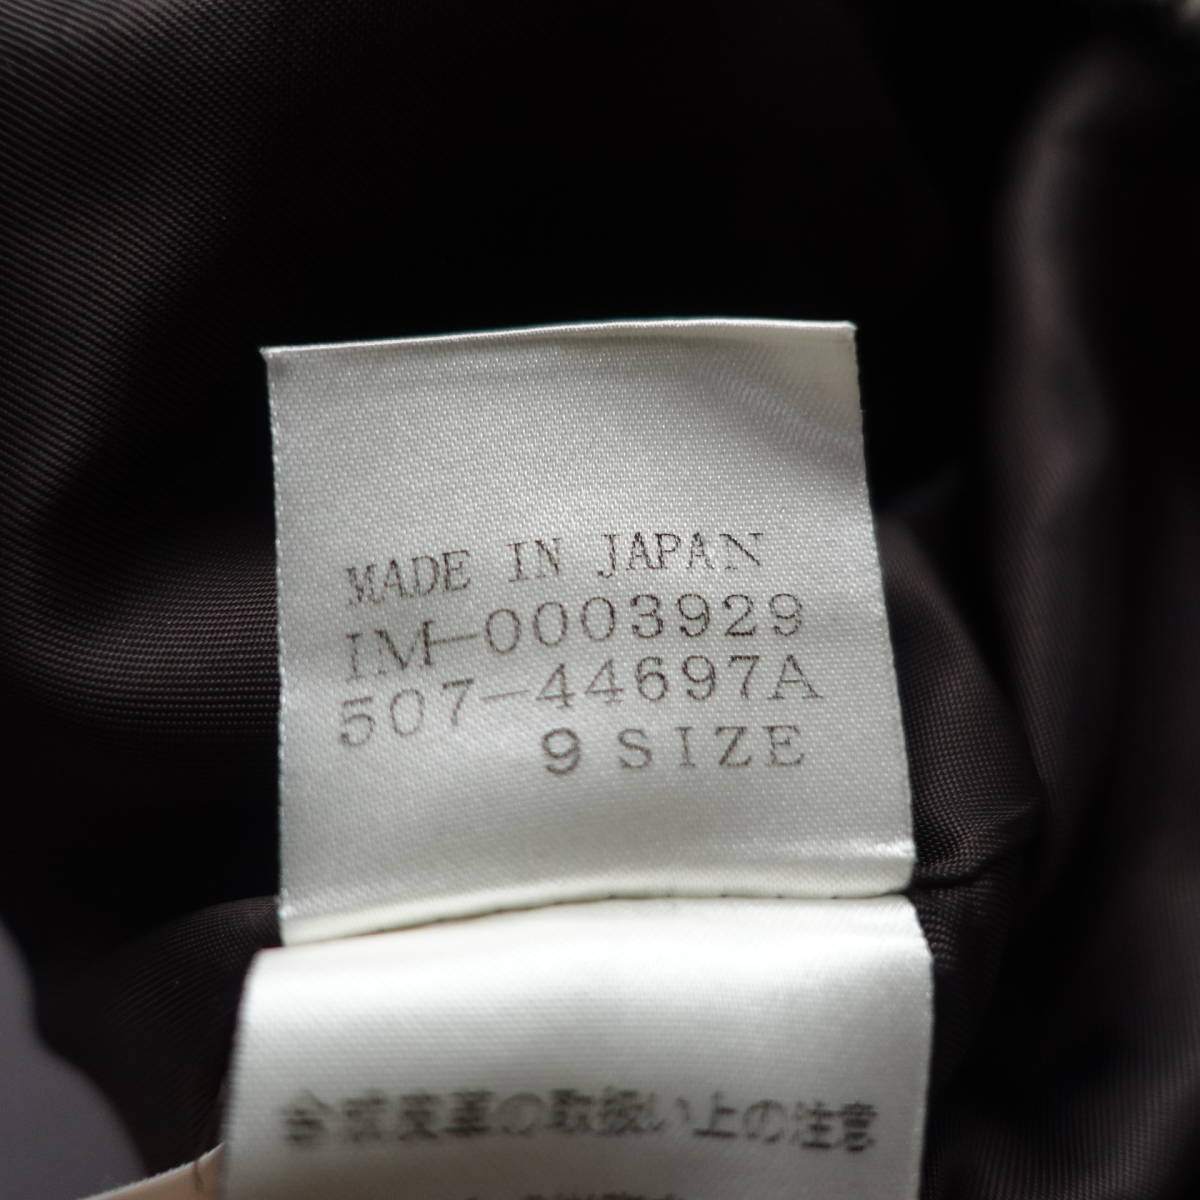 MADE IN JAPAN
IM-0003929
507-44697A
9 SIZE
合成皮革の取扱い上の注意